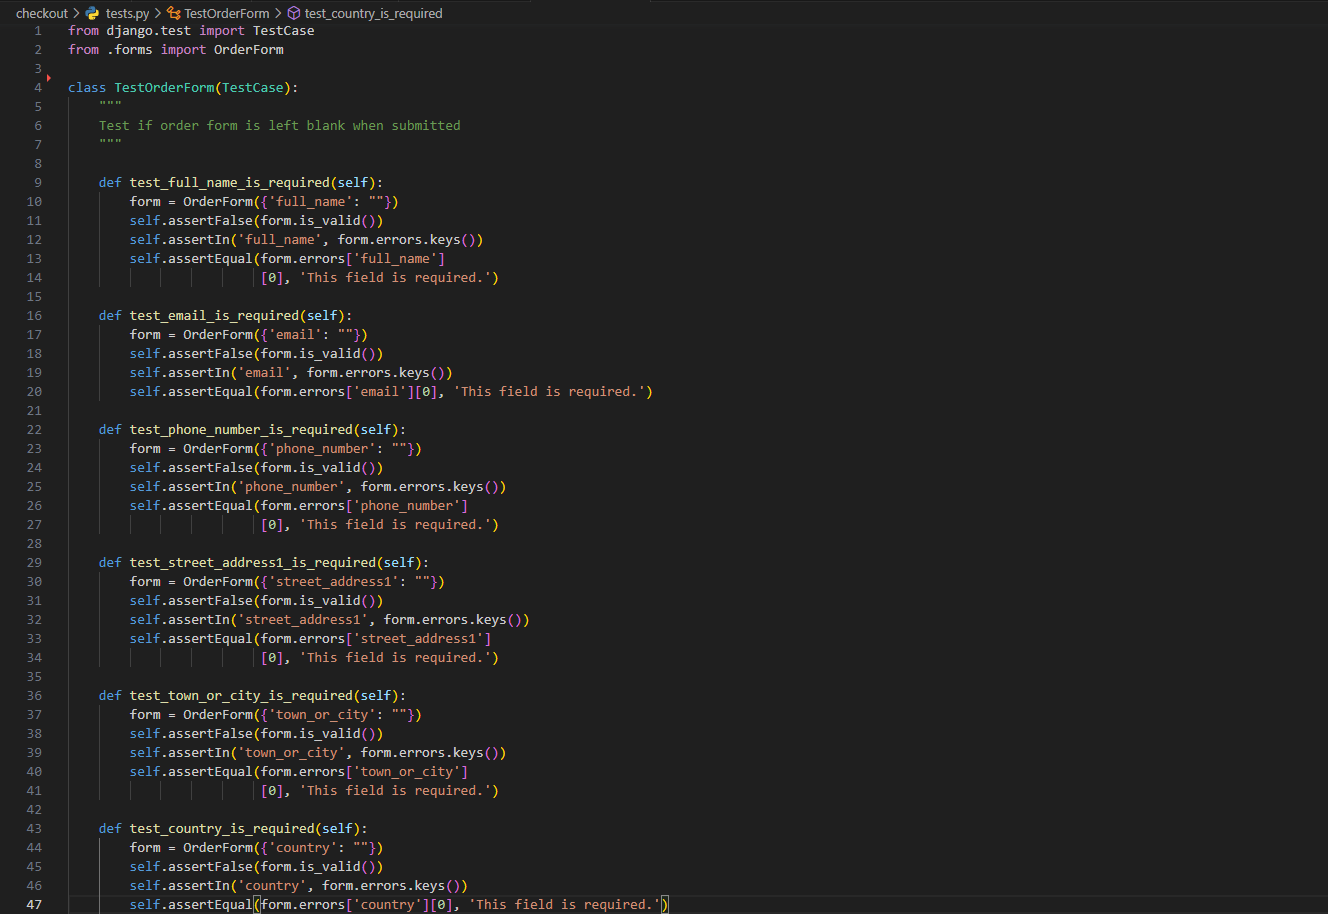 checkout > tests.py > TestOrderForm > test_country_is_required
1 from django.test import TestCase
2 from .forms import OrderForm
3
4 class TestOrderForm(TestCase):
5     """
6     Test if order form is left blank when submitted
7     """
8
9     def test_full_name_is_required(self):
10         form = OrderForm({'full_name': ""})
11         self.assertFalse(form.is_valid())
12         self.assertIn('full_name', form.errors.keys())
13         self.assertEqual(form.errors['full_name']
14                          [0], 'This field is required.')
15
16     def test_email_is_required(self):
17         form = OrderForm({'email': ""})
18         self.assertFalse(form.is_valid())
19         self.assertIn('email', form.errors.keys())
20         self.assertEqual(form.errors['email'][0], 'This field is required.')
21
22     def test_phone_number_is_required(self):
23         form = OrderForm({'phone_number': ""})
24         self.assertFalse(form.is_valid())
25         self.assertIn('phone_number', form.errors.keys())
26         self.assertEqual(form.errors['phone_number']
27                          [0], 'This field is required.')
28
29     def test_street_address1_is_required(self):
30         form = OrderForm({'street_address1': ""})
31         self.assertFalse(form.is_valid())
32         self.assertIn('street_address1', form.errors.keys())
33         self.assertEqual(form.errors['street_address1']
34                          [0], 'This field is required.')
35
36     def test_town_or_city_is_required(self):
37         form = OrderForm({'town_or_city': ""})
38         self.assertFalse(form.is_valid())
39         self.assertIn('town_or_city', form.errors.keys())
40         self.assertEqual(form.errors['town_or_city']
41                          [0], 'This field is required.')
42
43     def test_country_is_required(self):
44         form = OrderForm({'country': ""})
45         self.assertFalse(form.is_valid())
46         self.assertIn('country', form.errors.keys())
47         self.assertEqual(form.errors['country'][0], 'This field is required.')